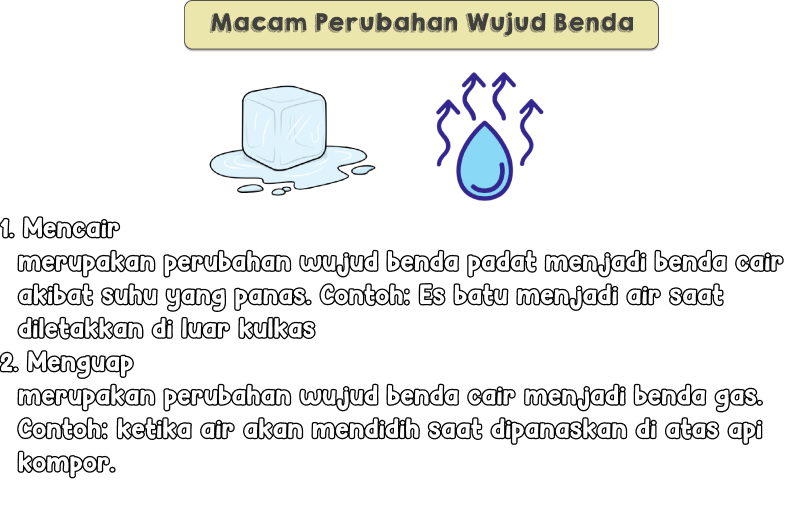 Macam Perubahan Wujud Benda
1. Mencair
merupakan perubahan wujud benda padat menjadi benda cair
akibat suhu yang panas. Contoh: Es batu menjadi air saat
diletakkan di luar kulkas
2. Menguap
merupakan perubahan wujud benda cair menjadi benda gas.
Contoh: ketika air akan mendidih saat dipanaskan di atas api
kompor.